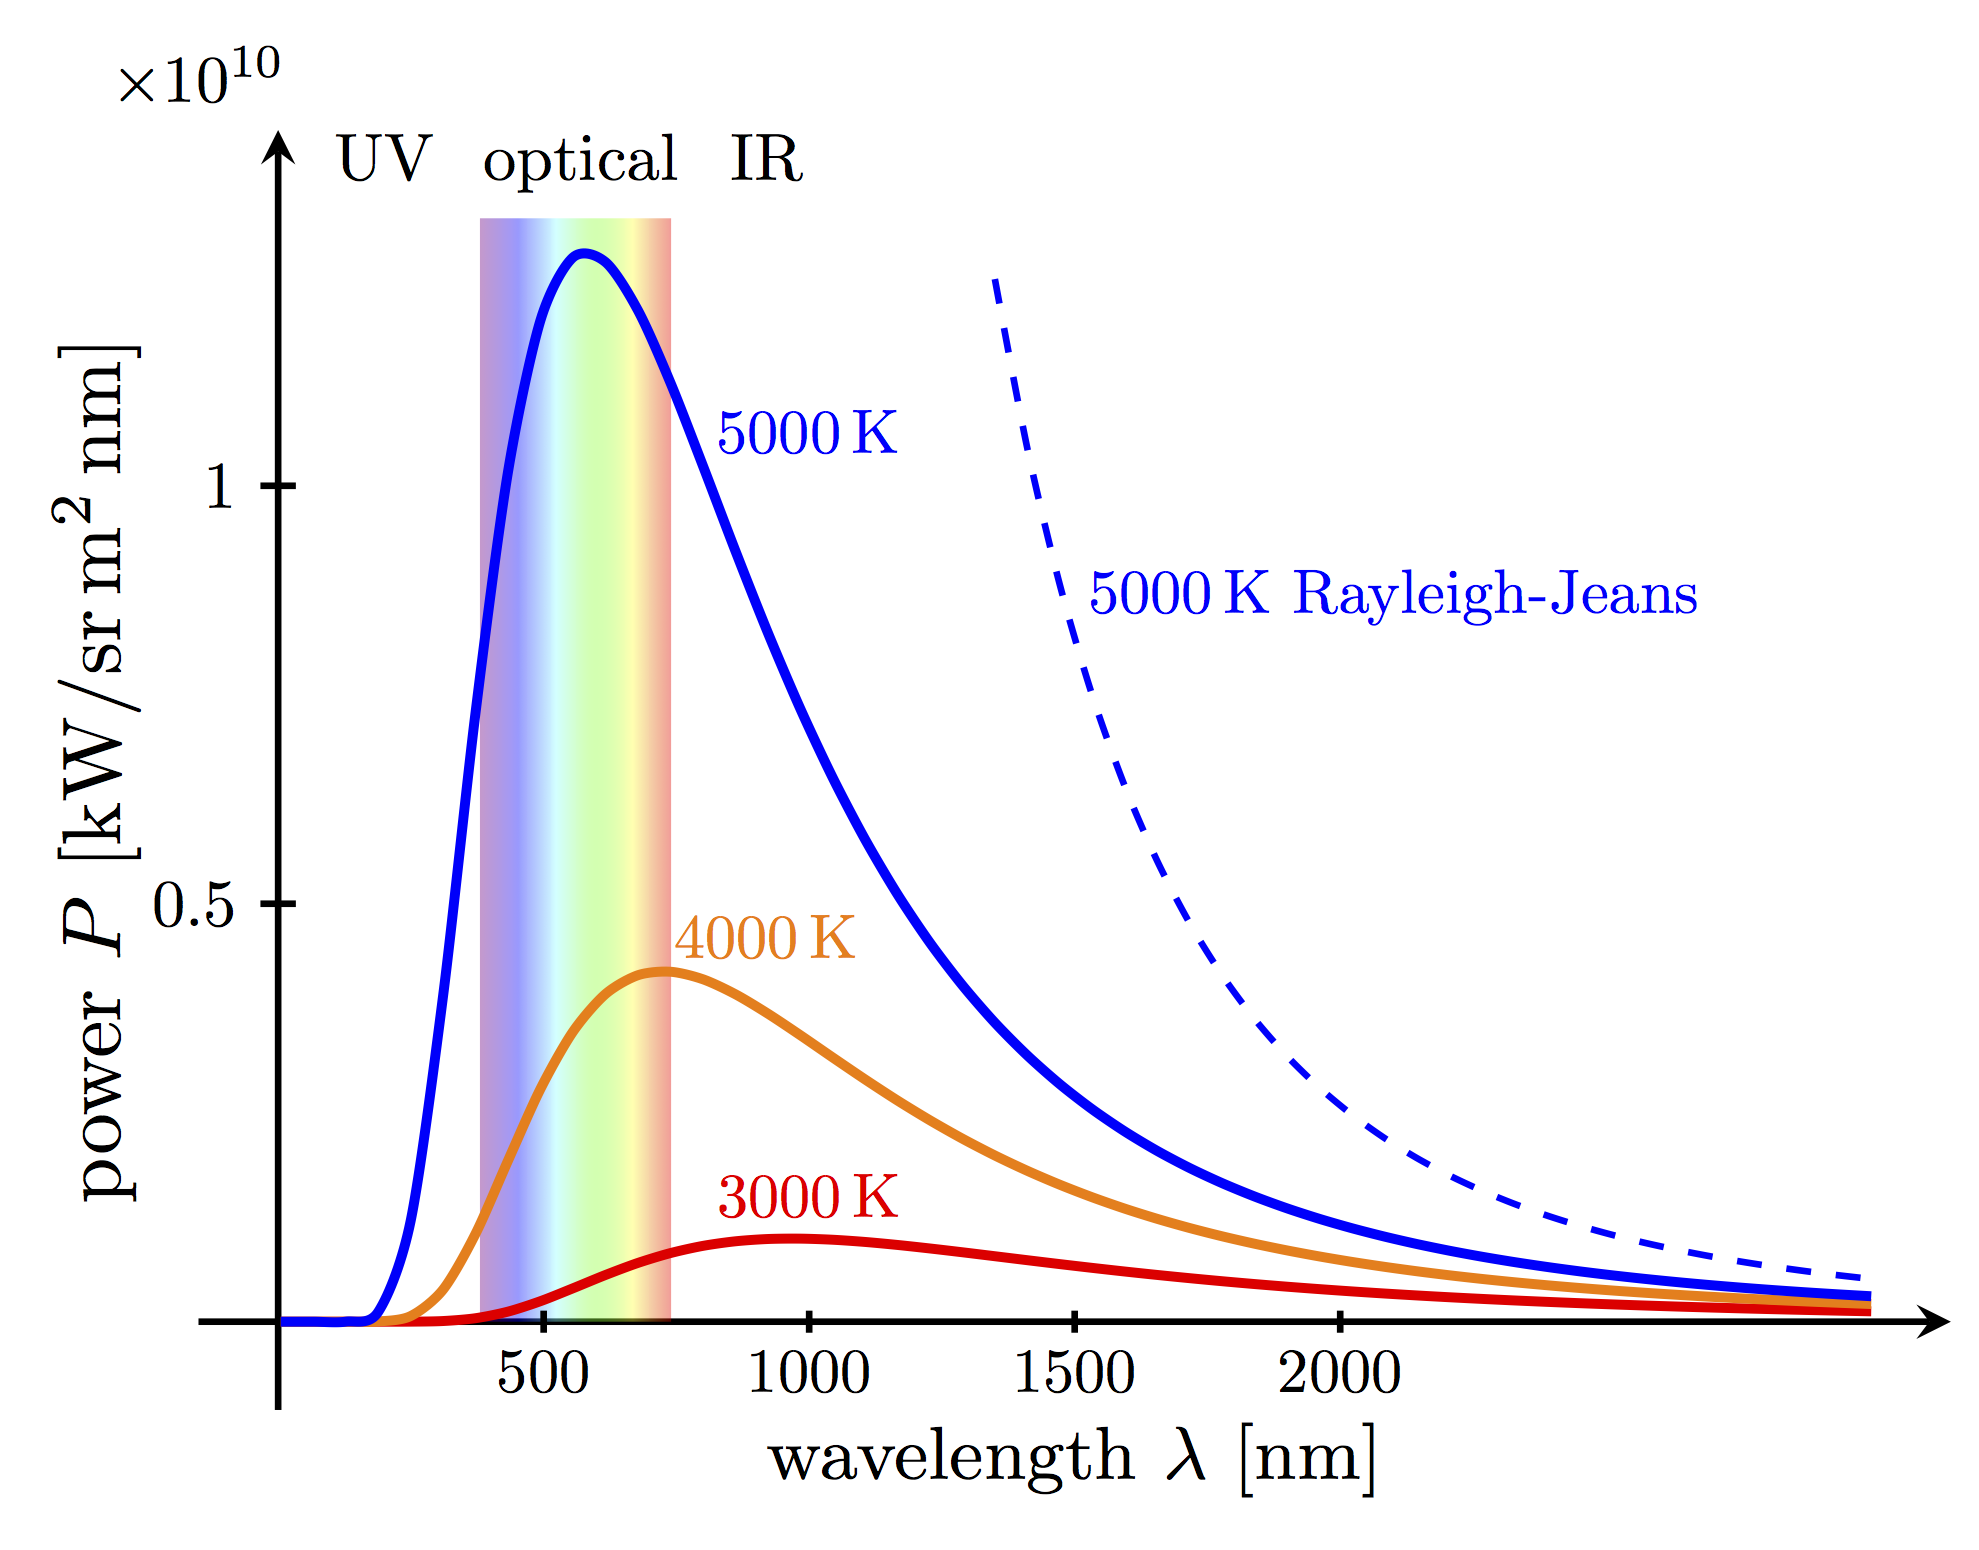 ×10¹⁰
UV optical IR
5000 K
1
5000 K Rayleigh-Jeans
power P [kW/sr m² nm]
0.5
4000 K
3000 K
500 1000 1500 2000
wavelength λ [nm]